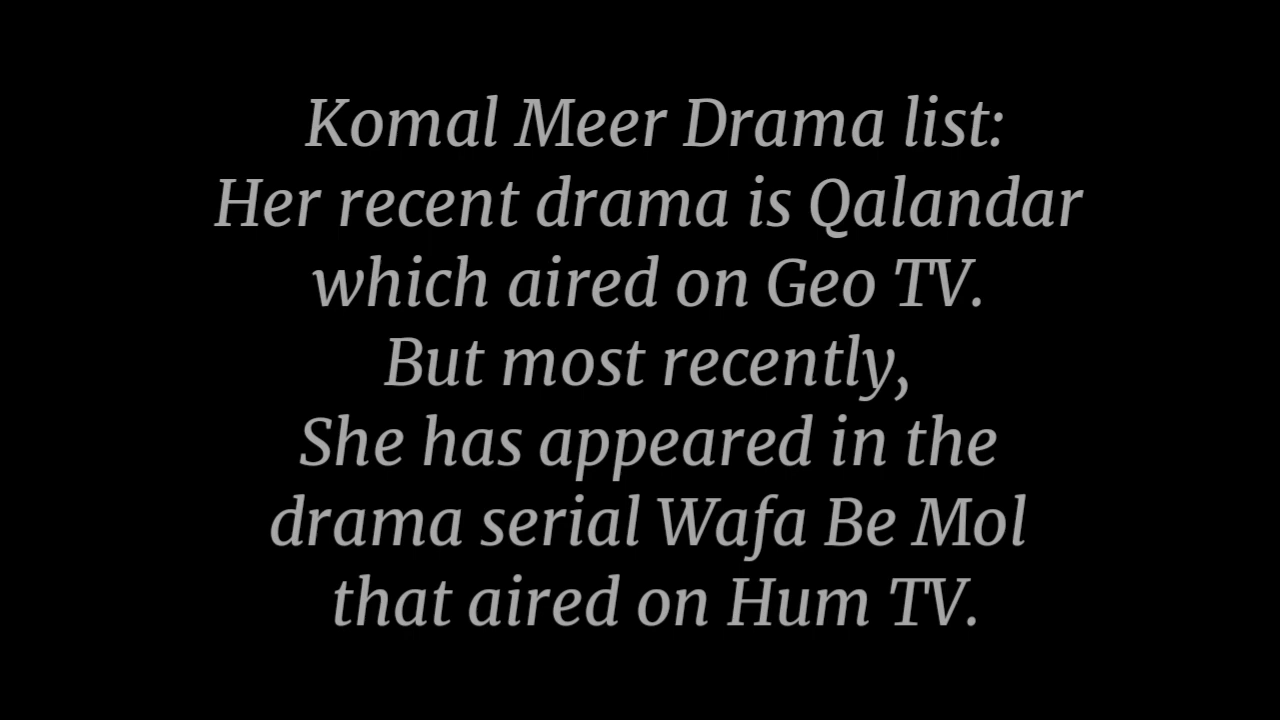 Komal Meer Drama list:
Her recent drama is Qalandar
which aired on Geo TV.
But most recently,
She has appeared in the
drama serial Wafa Be Mol
that aired on Hum TV.